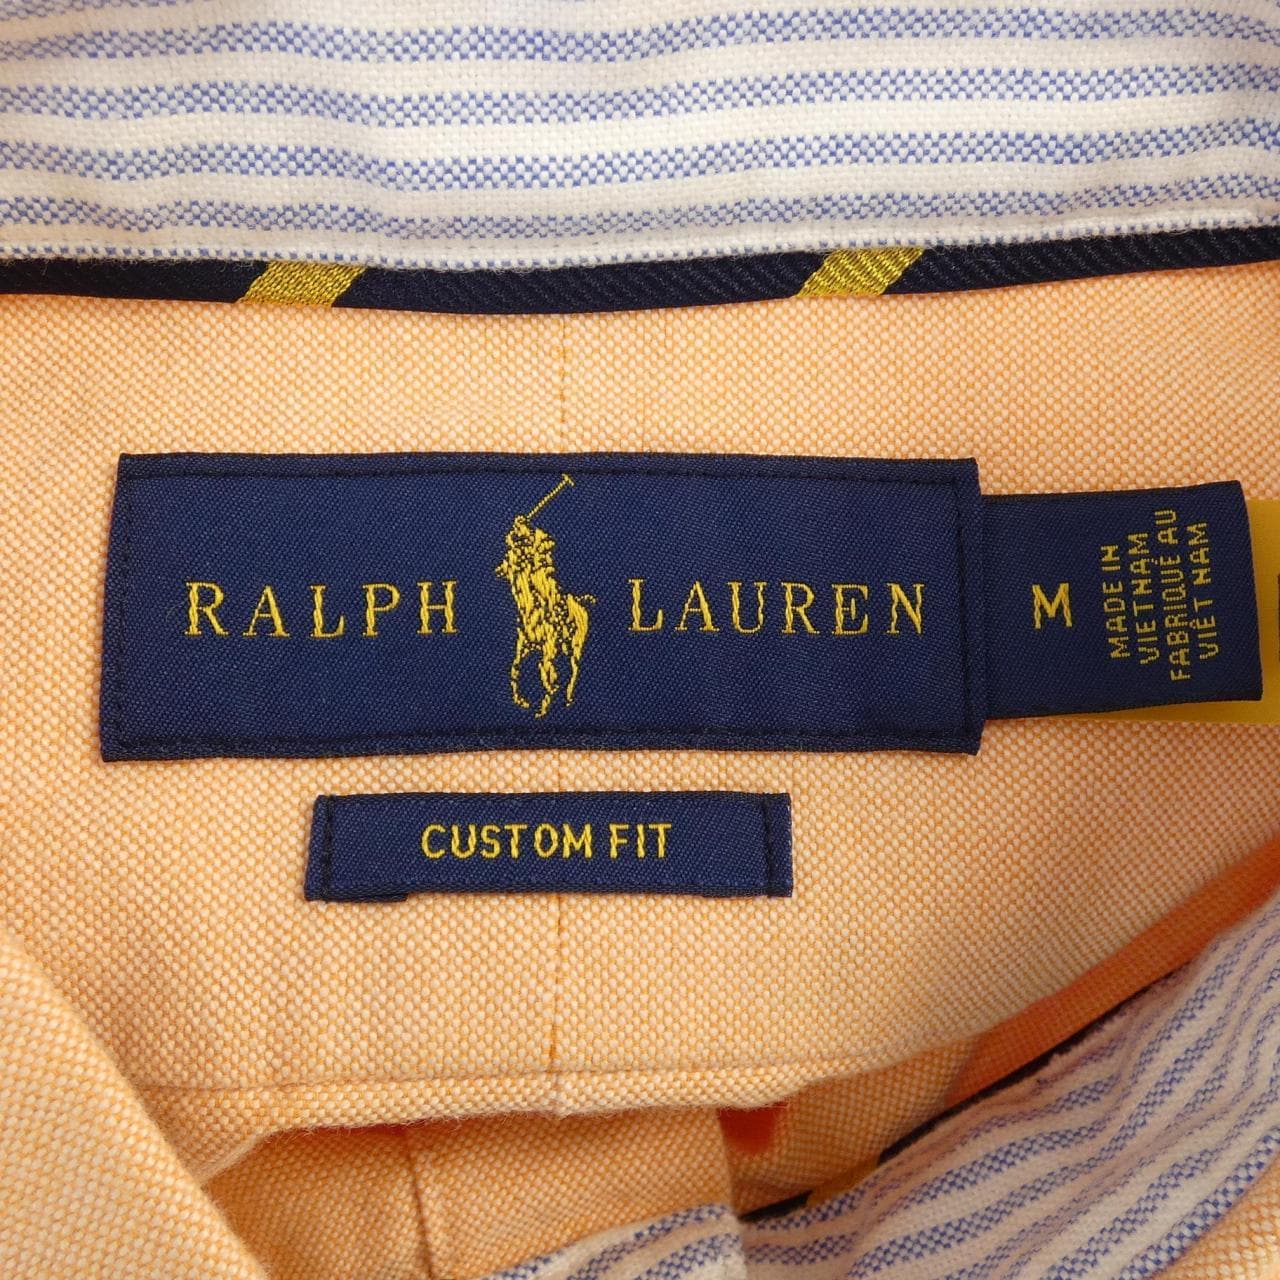 RALPH LAUREN
M
MADE IN
VIETNAM
FABRIQUÉ AU
VIÊT NAM
CUSTOM FIT